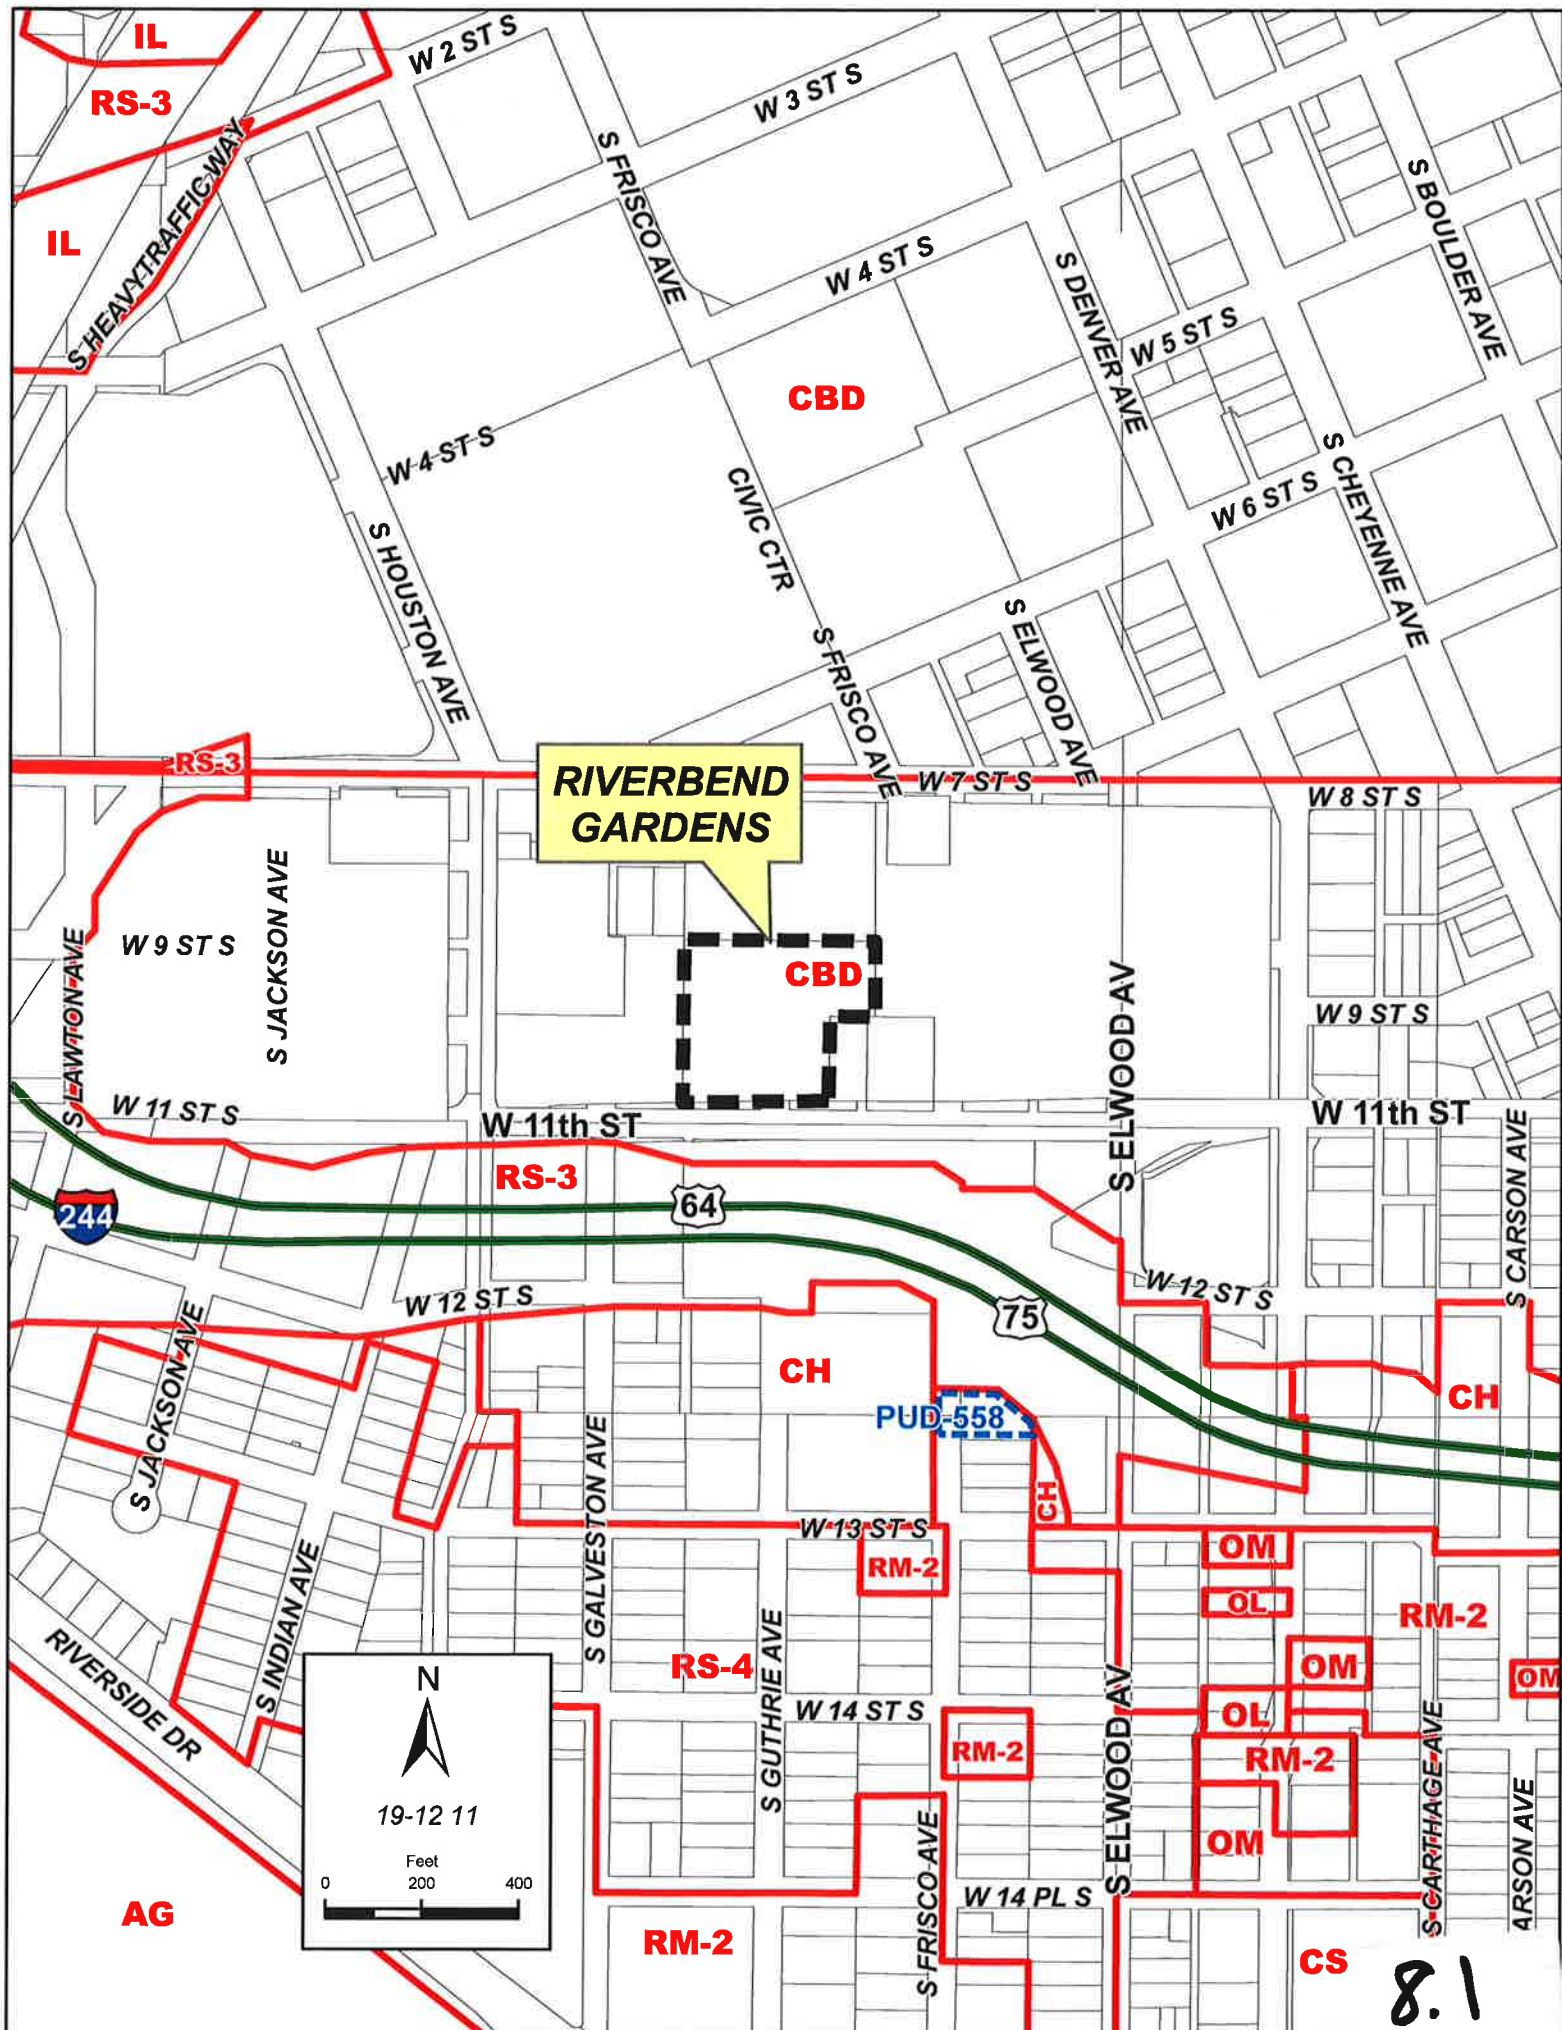 IL
W 2 ST S
RS-3
W 3 ST S
S HEAVYTRAFFIC WAY
S FRISCO AVE
S BOULDER AVE
IL
W 4 ST S
S DENVER AVE
W 5 ST S
CBD
W 4 ST S
S CHEYENNE AVE
CIVIC CTR
W 6 ST S
S HOUSTON AVE
S ELWOOD AVE
S FRISCO AVE
RS-3
RIVERBEND
GARDENS
W 7 ST S
W 8 ST S
S JACKSON AVE
W 9 ST S
S LAWTON AVE
CBD
S ELWOOD AV
W 9 ST S
W 11 ST S
W 11th ST
W 11th ST
S CARSON AVE
RS-3
244
64
W 12 ST S
W 12 ST S
75
S JACKSON AVE
CH
CH
PUD-558
S GALVESTON AVE
CH
W 13 ST S
OM
RM-2
S INDIAN AVE
OL
RM-2
S GUTHRIE AVE
RIVERSIDE DR
RS-4
OM
OM
S ELWOOD AV
W 14 ST S
OL
RM-2
RM-2
S CARTHAGE AVE
N
19-12 11
Feet
0 200 400
OM
ARSON AVE
S FRISCO AVE
W 14 PL S
AG
RM-2
CS
8.1